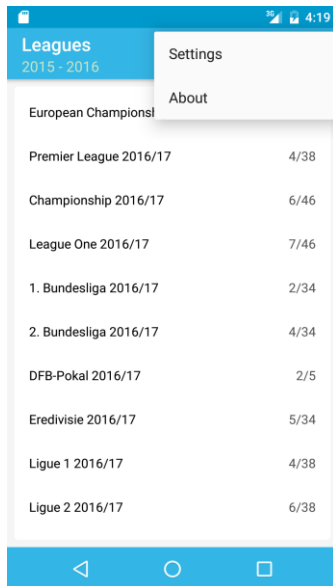 3G 4:19
Leagues
2015 - 2016
Settings
About
European Champions
Premier League 2016/17 4/38
Championship 2016/17 6/46
League One 2016/17 7/46
1. Bundesliga 2016/17 2/34
2. Bundesliga 2016/17 4/34
DFB-Pokal 2016/17 2/5
Eredivisie 2016/17 5/34
Ligue 1 2016/17 4/38
Ligue 2 2016/17 6/38